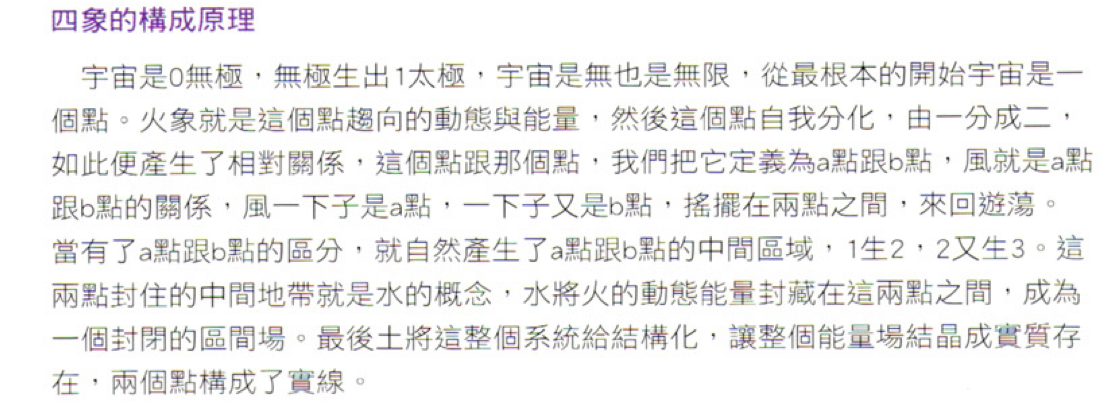 四象的構成原理
宇宙是0無極，無極生出1太極，宇宙是無也是無限，從最根本的開始宇宙是一
個點。火象就是這個點趨向的動態與能量，然後這個點自我分化，由一分成二，
如此便產生了相對關係，這個點跟那個點，我們把它定義為a點跟b點，風就是a點
跟b點的關係，風一下子是a點，一下子又是b點，搖擺在兩點之間，來回遊蕩。
當有了a點跟b點的區分，就自然產生了a點跟b點的中間區域，1生2，2又生3。這
兩點封住的中間地帶就是水的概念，水將火的動態能量封藏在這兩點之間，成為
一個封閉的區間場。最後土將這整個系統給結構化，讓整個能量場結晶成實質存
在，兩個點構成了實線。